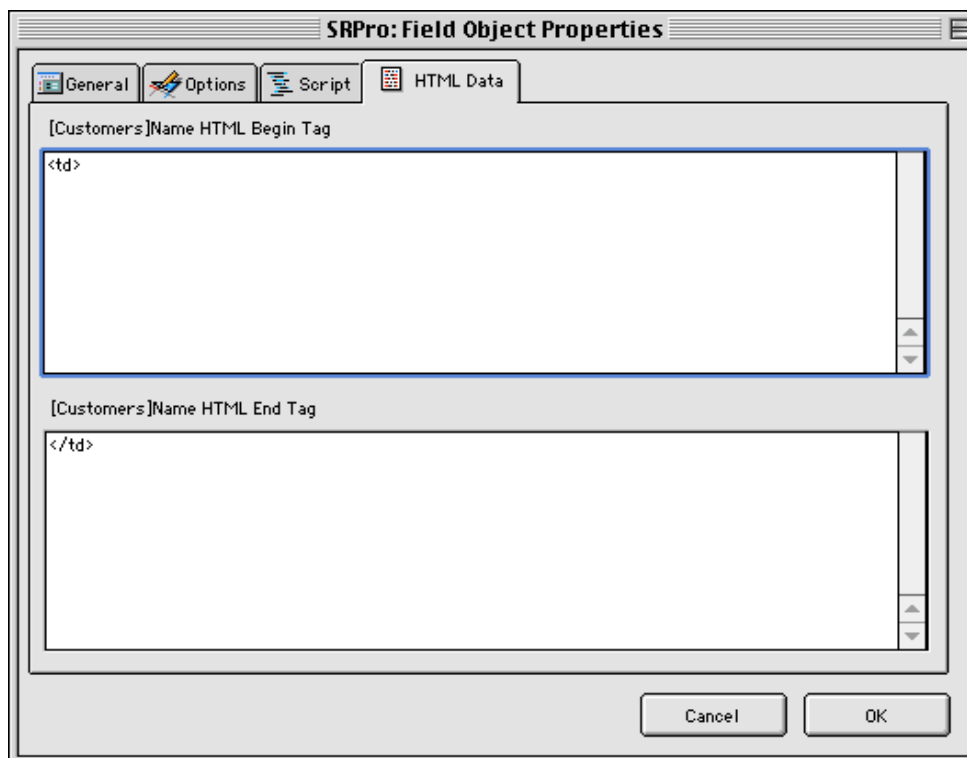 SRPro: Field Object Properties
General Options Script HTML Data
[Customers]Name HTML Begin Tag
<td>
[Customers]Name HTML End Tag
</td>
Cancel OK